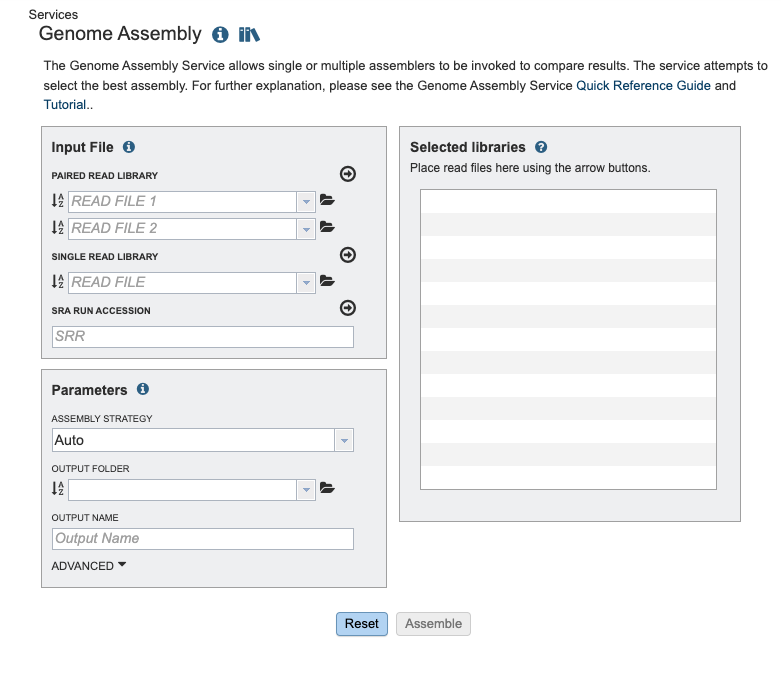 Services
Genome Assembly
The Genome Assembly Service allows single or multiple assemblers to be invoked to compare results. The service attempts to
select the best assembly. For further explanation, please see the Genome Assembly Service Quick Reference Guide and
Tutorial..
Input File
PAIRED READ LIBRARY
READ FILE 1
READ FILE 2
SINGLE READ LIBRARY
READ FILE
SRA RUN ACCESSION
SRR
Parameters
ASSEMBLY STRATEGY
Auto
OUTPUT FOLDER
OUTPUT NAME
Output Name
ADVANCED
Selected libraries
Place read files here using the arrow buttons.
Reset
Assemble